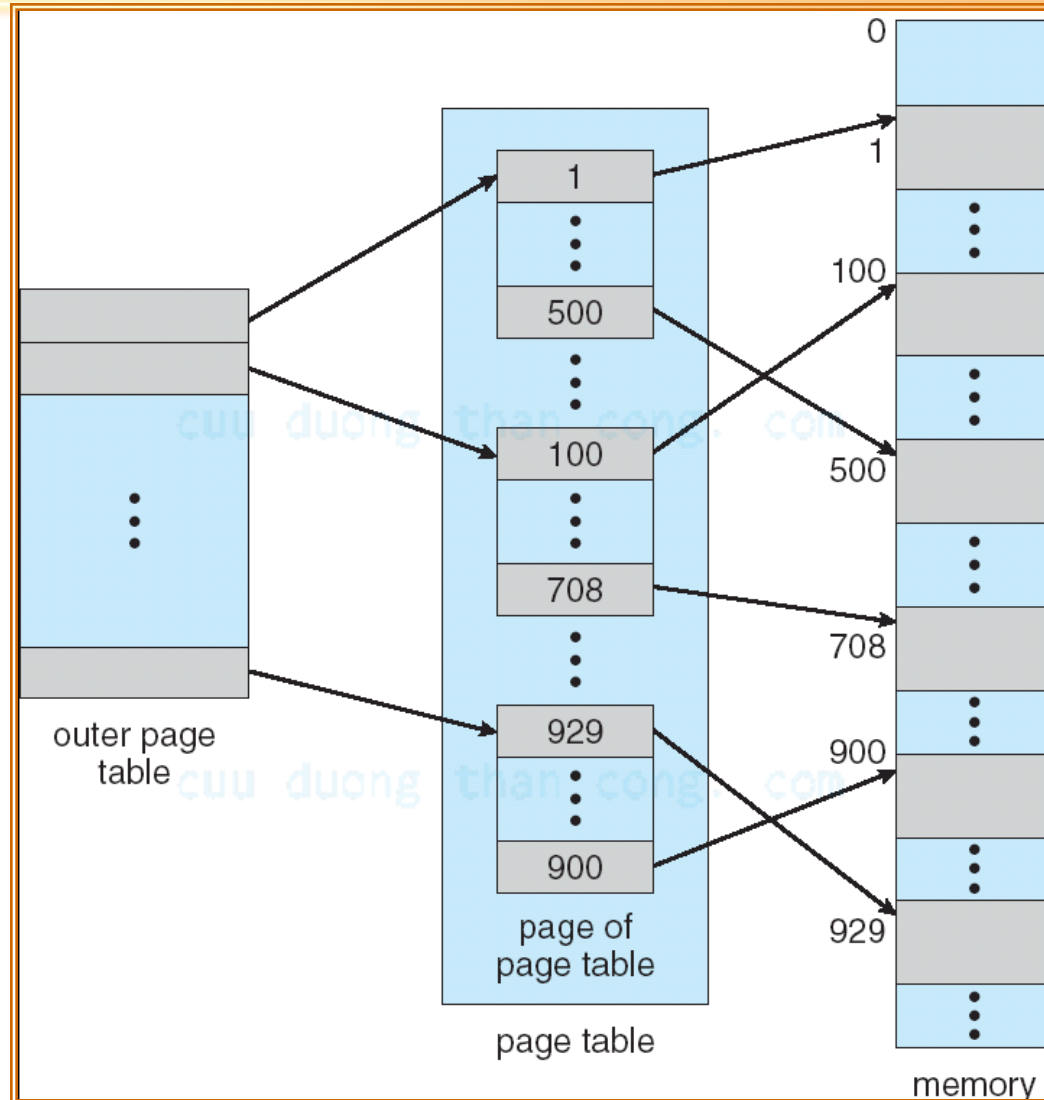 outer page
table
1
500
100
708
929
900
page of
page table
page table
0
1
100
500
708
900
929
memory
cuu duong than cong. com
cuu duong than cong. com